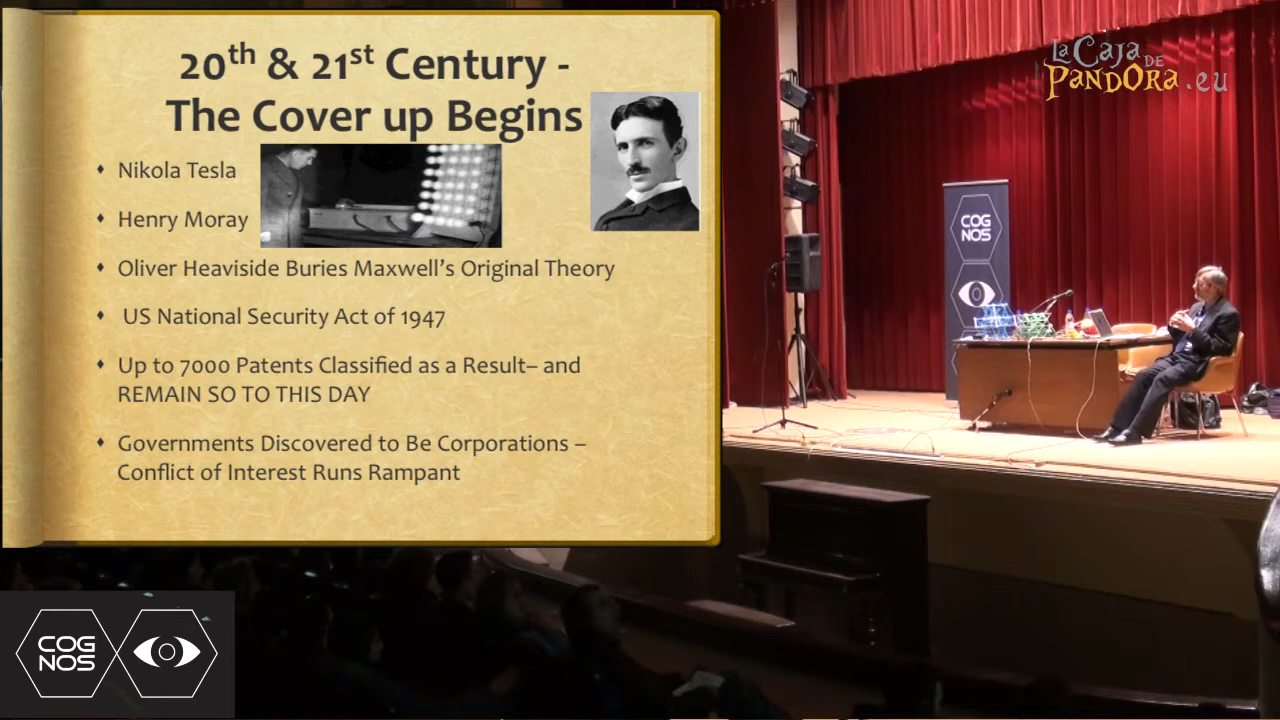 20th & 21st Century -
The Cover up Begins
Nikola Tesla
Henry Moray
Oliver Heaviside Buries Maxwell's Original Theory
US National Security Act of 1947
Up to 7000 Patents Classified as a Result– and
REMAIN SO TO THIS DAY
Governments Discovered to Be Corporations –
Conflict of Interest Runs Rampant
La Caja
DE
PANDORA.eu
COG
NOS
COG
NOS